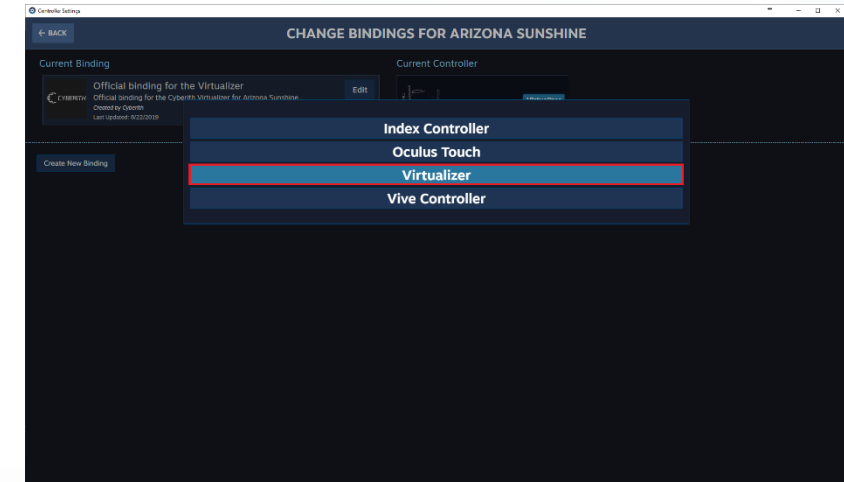 Controller Settings
← BACK
CHANGE BINDINGS FOR ARIZONA SUNSHINE
Current Binding
Current Controller
Official binding for the Virtualizer
Edit
CYBERITH
Official binding for the Cyberith Virtualizer for Arizona Sunshine
Created by Cyberith
Last Updated: 9/22/2019
Index Controller
Oculus Touch
Create New Binding
Virtualizer
Vive Controller